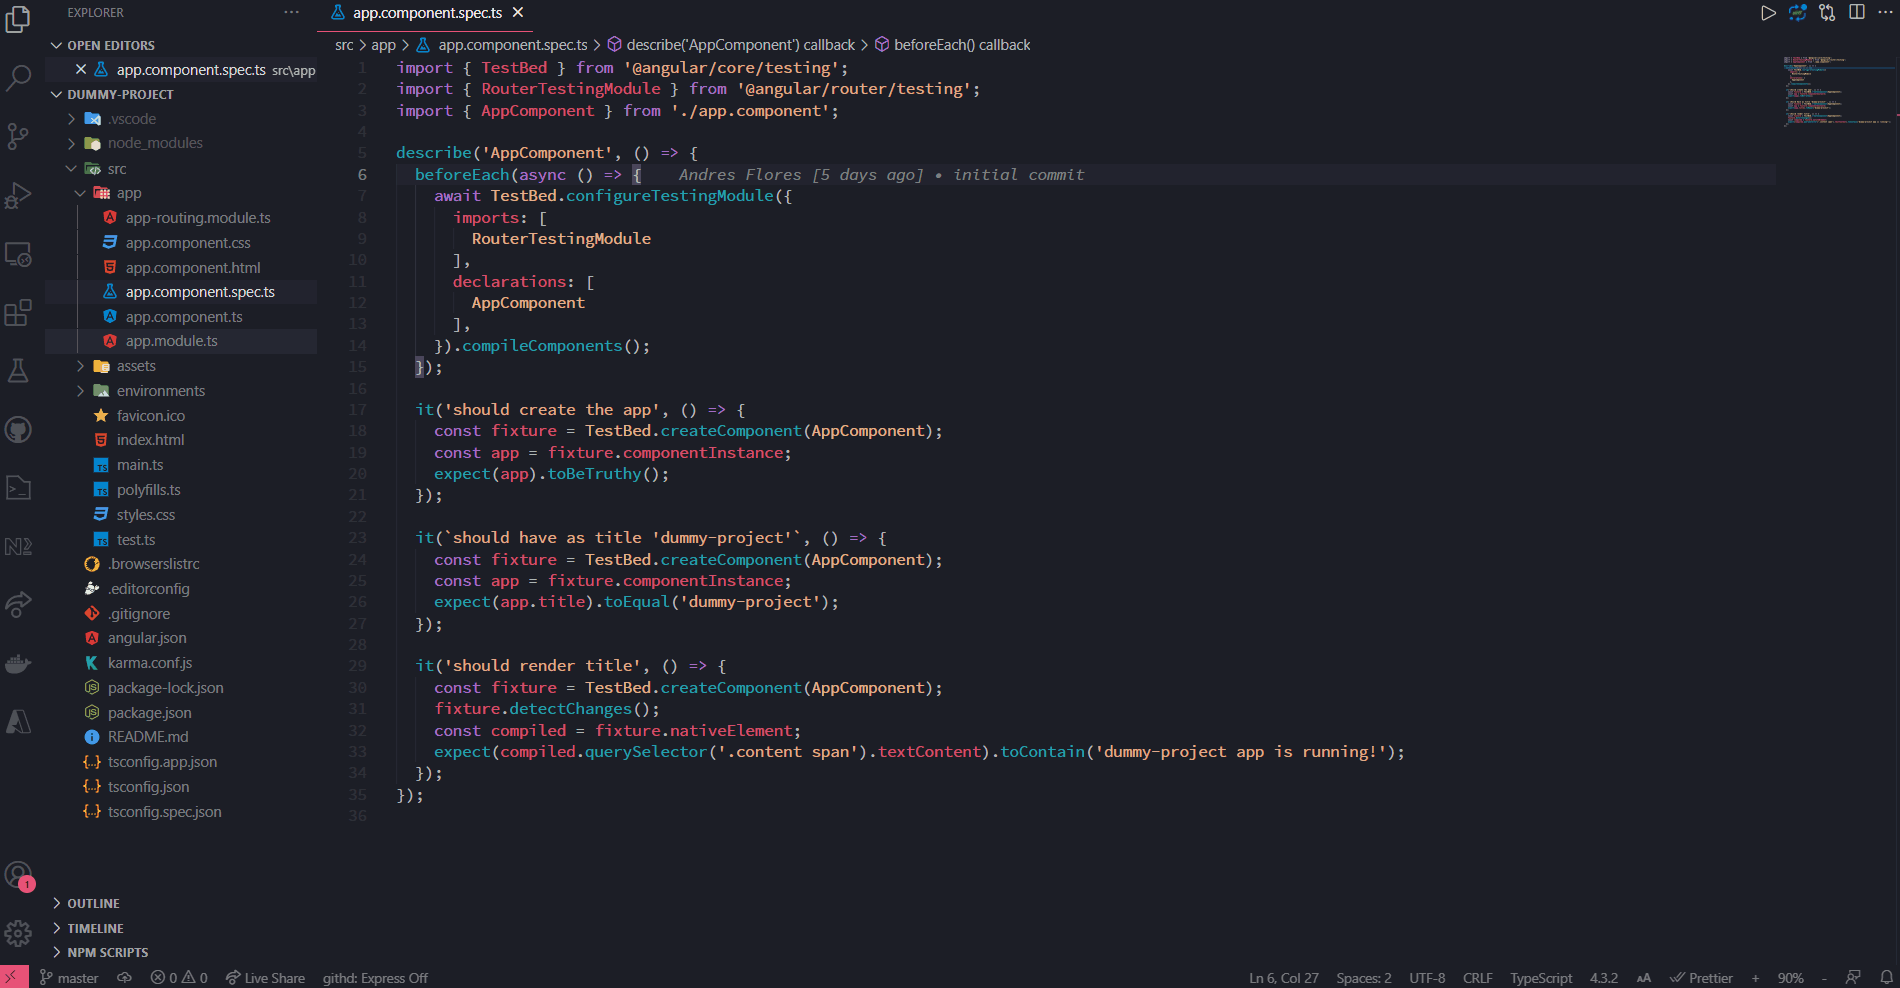 EXPLORER
···
OPEN EDITORS
app.component.spec.ts src\app
DUMMY-PROJECT
.vscode
node_modules
src
app
app-routing.module.ts
app.component.css
app.component.html
app.component.spec.ts
app.component.ts
app.module.ts
assets
environments
favicon.ico
index.html
main.ts
polyfills.ts
styles.css
test.ts
.browserslistrc
.editorconfig
.gitignore
angular.json
karma.conf.js
package-lock.json
package.json
README.md
tsconfig.app.json
tsconfig.json
tsconfig.spec.json
OUTLINE
TIMELINE
NPM SCRIPTS
app.component.spec.ts
src > app > app.component.spec.ts > describe('AppComponent') callback > beforeEach() callback
1 import { TestBed } from '@angular/core/testing';
2 import { RouterTestingModule } from '@angular/router/testing';
3 import { AppComponent } from './app.component';
4
5 describe('AppComponent', () => {
6 beforeEach(async () => { Andres Flores [5 days ago] • initial commit
7 await TestBed.configureTestingModule({
8 imports: [
9 RouterTestingModule
10 ],
11 declarations: [
12 AppComponent
13 ],
14 }).compileComponents();
15 });
16
17 it('should create the app', () => {
18 const fixture = TestBed.createComponent(AppComponent);
19 const app = fixture.componentInstance;
20 expect(app).toBeTruthy();
21 });
22
23 it(`should have as title 'dummy-project'`, () => {
24 const fixture = TestBed.createComponent(AppComponent);
25 const app = fixture.componentInstance;
26 expect(app.title).toEqual('dummy-project');
27 });
28
29 it('should render title', () => {
30 const fixture = TestBed.createComponent(AppComponent);
31 fixture.detectChanges();
32 const compiled = fixture.nativeElement;
33 expect(compiled.querySelector('.content span').textContent).toContain('dummy-project app is running!');
34 });
35 });
36
1
master 0 0 Live Share githd: Express Off
Ln 6, Col 27 Spaces: 2 UTF-8 CRLF TypeScript 4.3.2 AA Prettier + 90% -